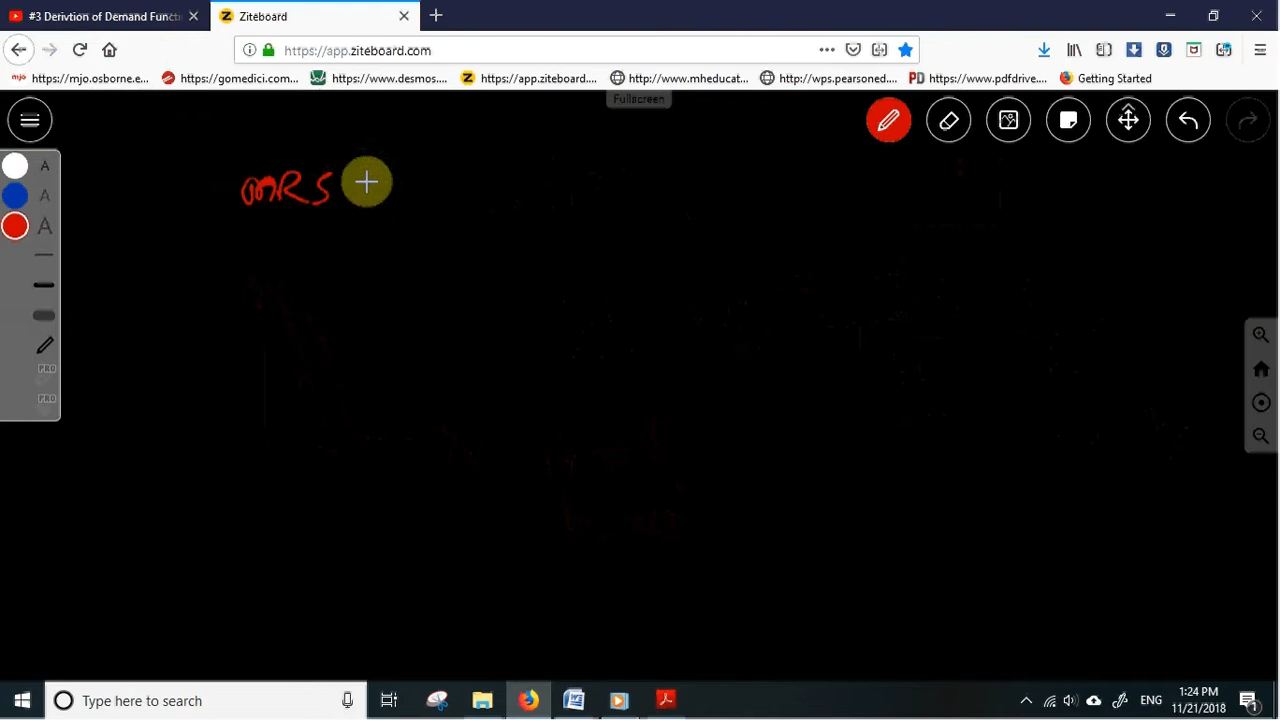 #3 Derivtion of Demand Functi
Ziteboard
https://app.ziteboard.com
https://mjo.osborne.e... https://gomedici.com... https://www.desmos.... https://app.ziteboard.... http://www.mheducat... http://wps.pearsoned.... https://www.pdfdrive.... Getting Started
Fullscreen
A
A
A
PRO
PRO
MRS
Type here to search
ENG
1:24 PM
11/21/2018